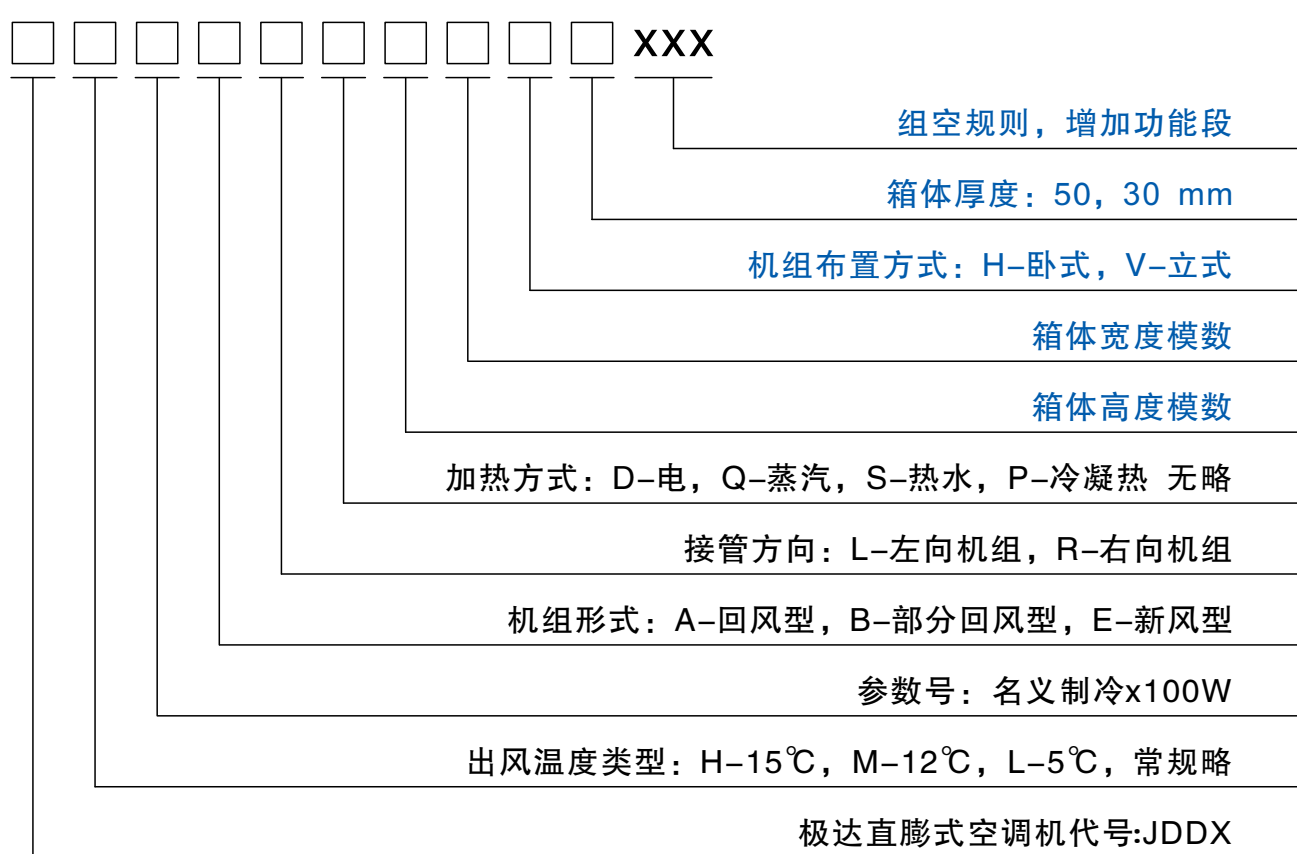 □□□□□□□□□□XXX
组空规则，增加功能段
箱体厚度：50，30 mm
机组布置方式：H–卧式，V–立式
箱体宽度模数
箱体高度模数
加热方式：D–电，Q–蒸汽，S–热水，P–冷凝热 无略
接管方向：L–左向机组，R–右向机组
机组形式：A–回风型，B–部分回风型，E–新风型
参数号：名义制冷x100W
出风温度类型：H–15℃，M–12℃，L–5℃，常规略
极达直膨式空调机代号:JDDX